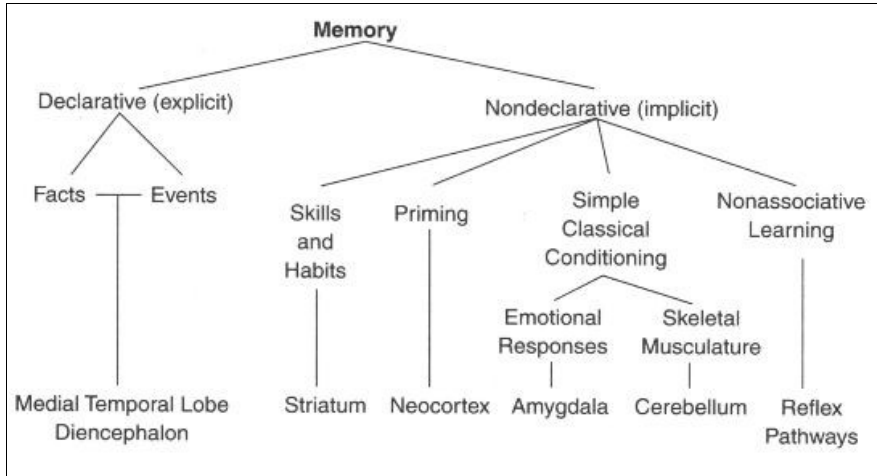 Memory
Declarative (explicit)
Nondeclarative (implicit)
Facts
Events
Skills
and
Habits
Priming
Simple
Classical
Conditioning
Nonassociative
Learning
Emotional
Responses
Skeletal
Musculature
Medial Temporal Lobe
Diencephalon
Striatum
Neocortex
Amygdala
Cerebellum
Reflex
Pathways